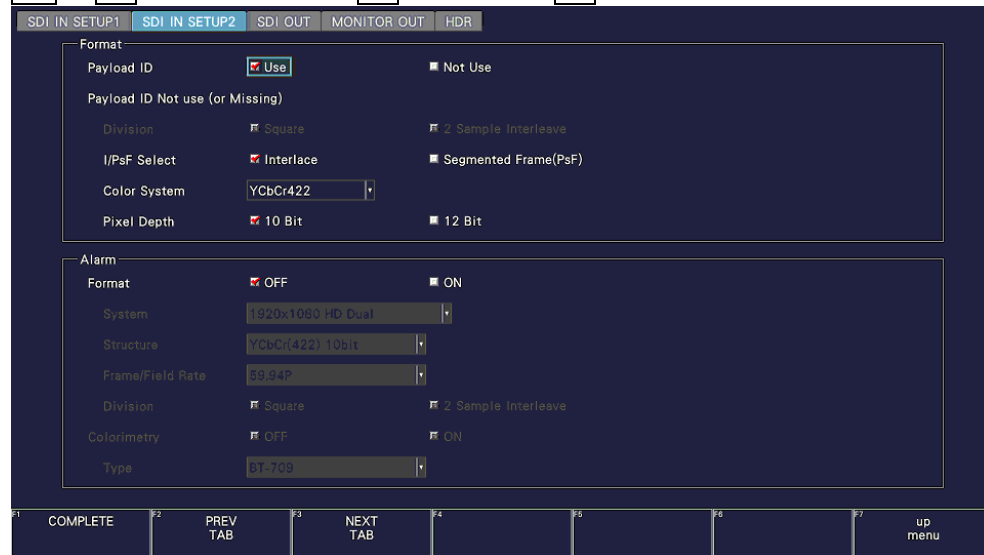 SDI IN SETUP1 SDI IN SETUP2 SDI OUT MONITOR OUT HDR
Format
Payload ID Use Not Use
Payload ID Not use (or Missing)
Division Square 2 Sample Interleave
I/PsF Select Interlace Segmented Frame(PsF)
Color System YCbCr422
Pixel Depth 10 Bit 12 Bit
Alarm
Format OFF ON
System 1920x1080 HD Dual
Structure YCbCr(422) 10bit
Frame/Field Rate 59.94P
Division Square 2 Sample Interleave
Colorimetry OFF ON
Type BT-709
F1 COMPLETE F2 PREV TAB F3 NEXT TAB F4 F5 F6 F7 up menu